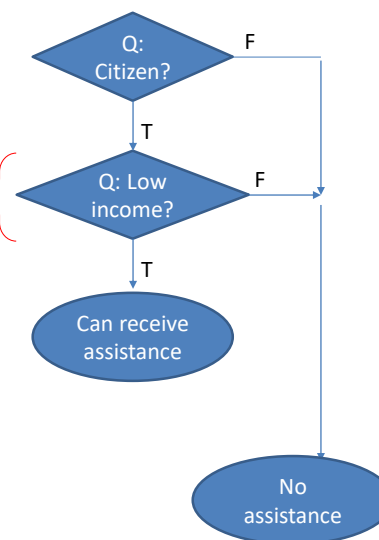 Q:
Citizen?
F
T
Q: Low
income?
F
T
Can receive
assistance
No
assistance